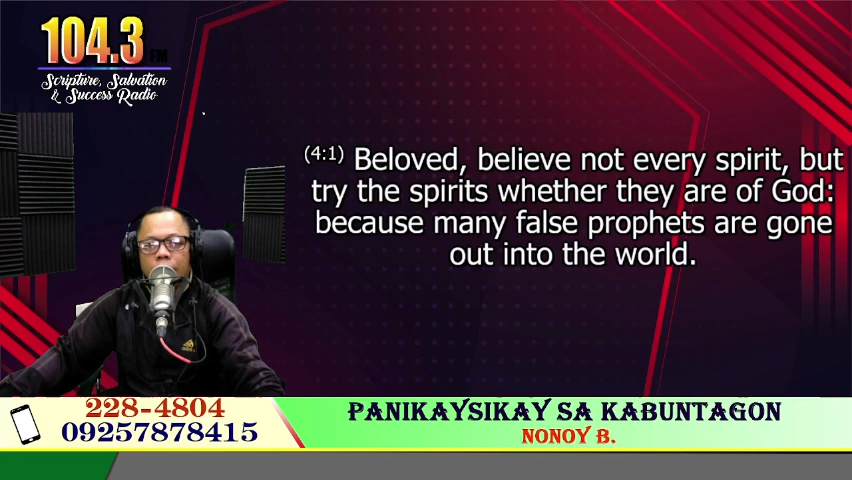 104.3 FM
Scripture, Salvation
& Success Radio
(4:1) Beloved, believe not every spirit, but
try the spirits whether they are of God:
because many false prophets are gone
out into the world.
228-4804
09257878415
PANIKAYSIKAY SA KABUNTAGON
NONOY B.